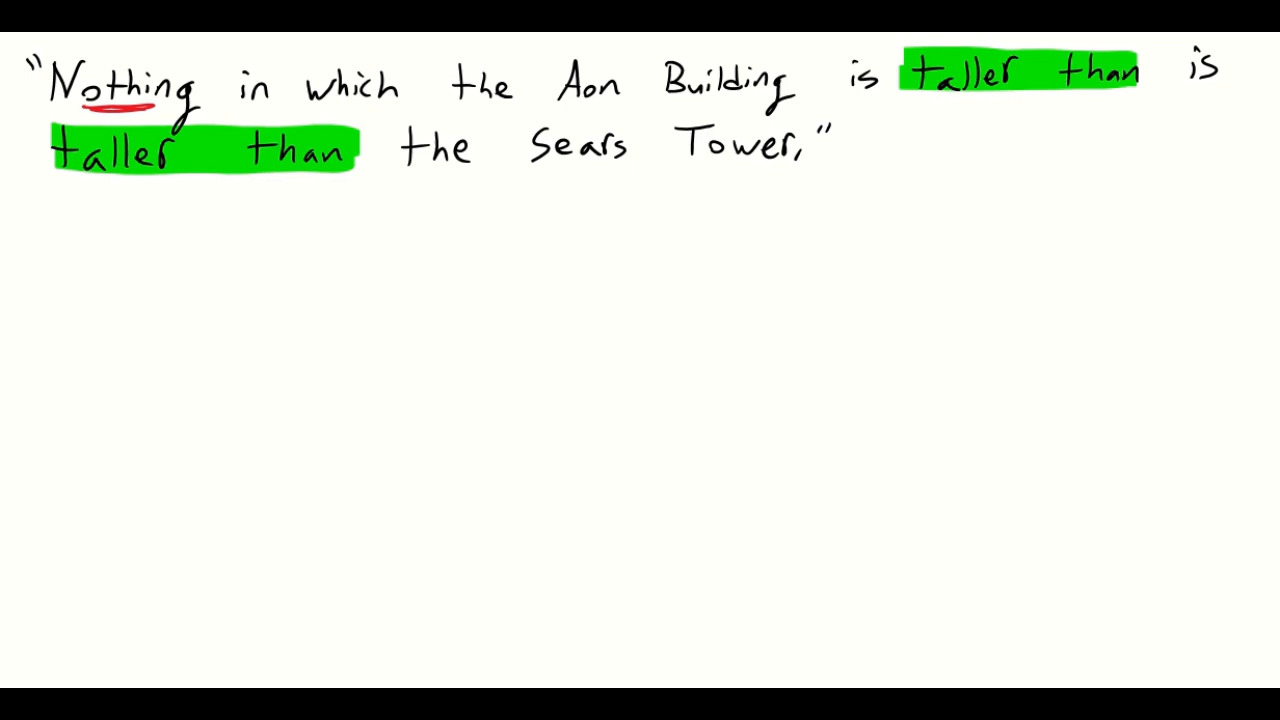 "Nothing in which the Aon Building is taller than is
taller than the Sears Tower,"